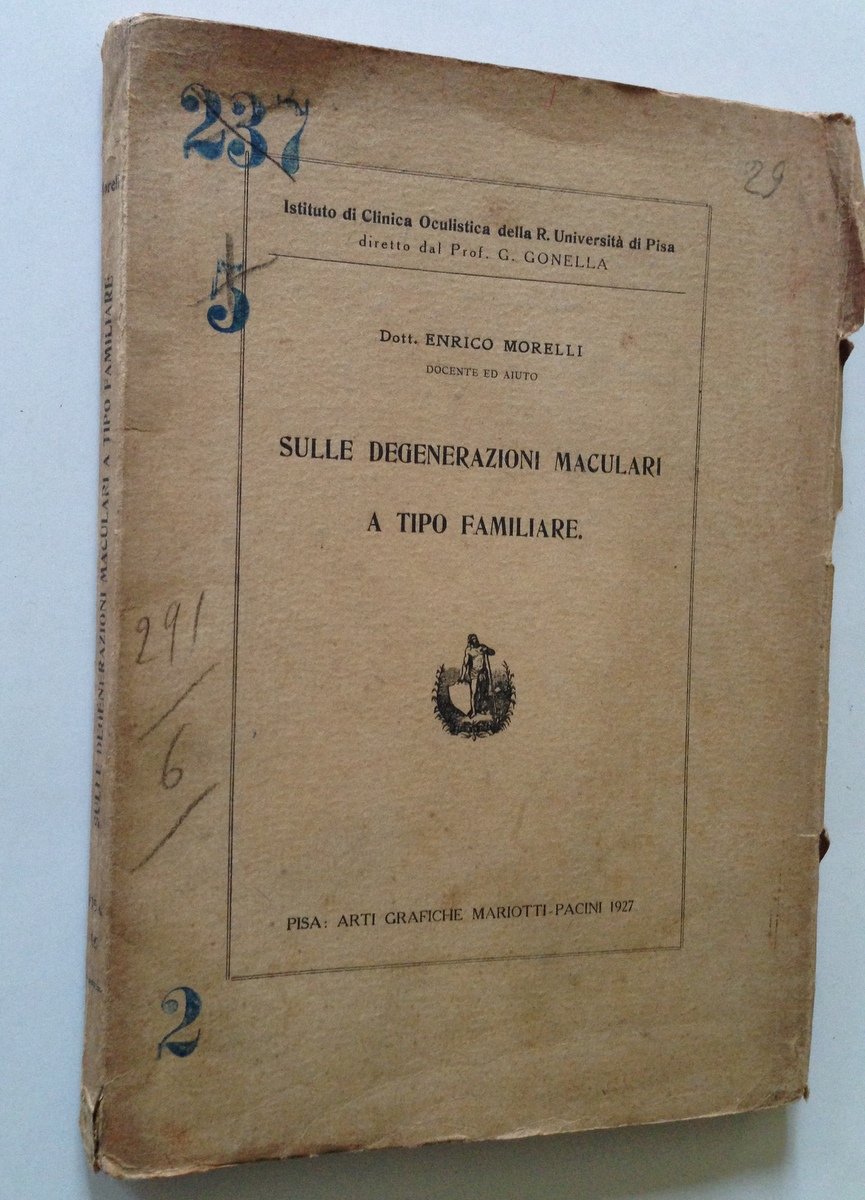 237
29
Istituto di Clinica Oculistica della R. Università di Pisa
diretto dal Prof. G. GONELLA
5
Dott. ENRICO MORELLI
DOCENTE ED AIUTO
SULLE DEGENERAZIONI MACULARI
A TIPO FAMILIARE.
291
6
PISA: ARTI GRAFICHE MARIOTTI-PACINI 1927
2
SULLE DEGENERAZIONI MACULARI A TIPO FAMILIARE